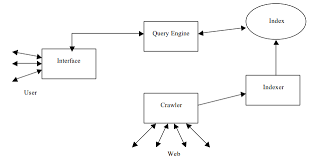 Query Engine
Index
Interface
User
Crawler
Indexer
Web